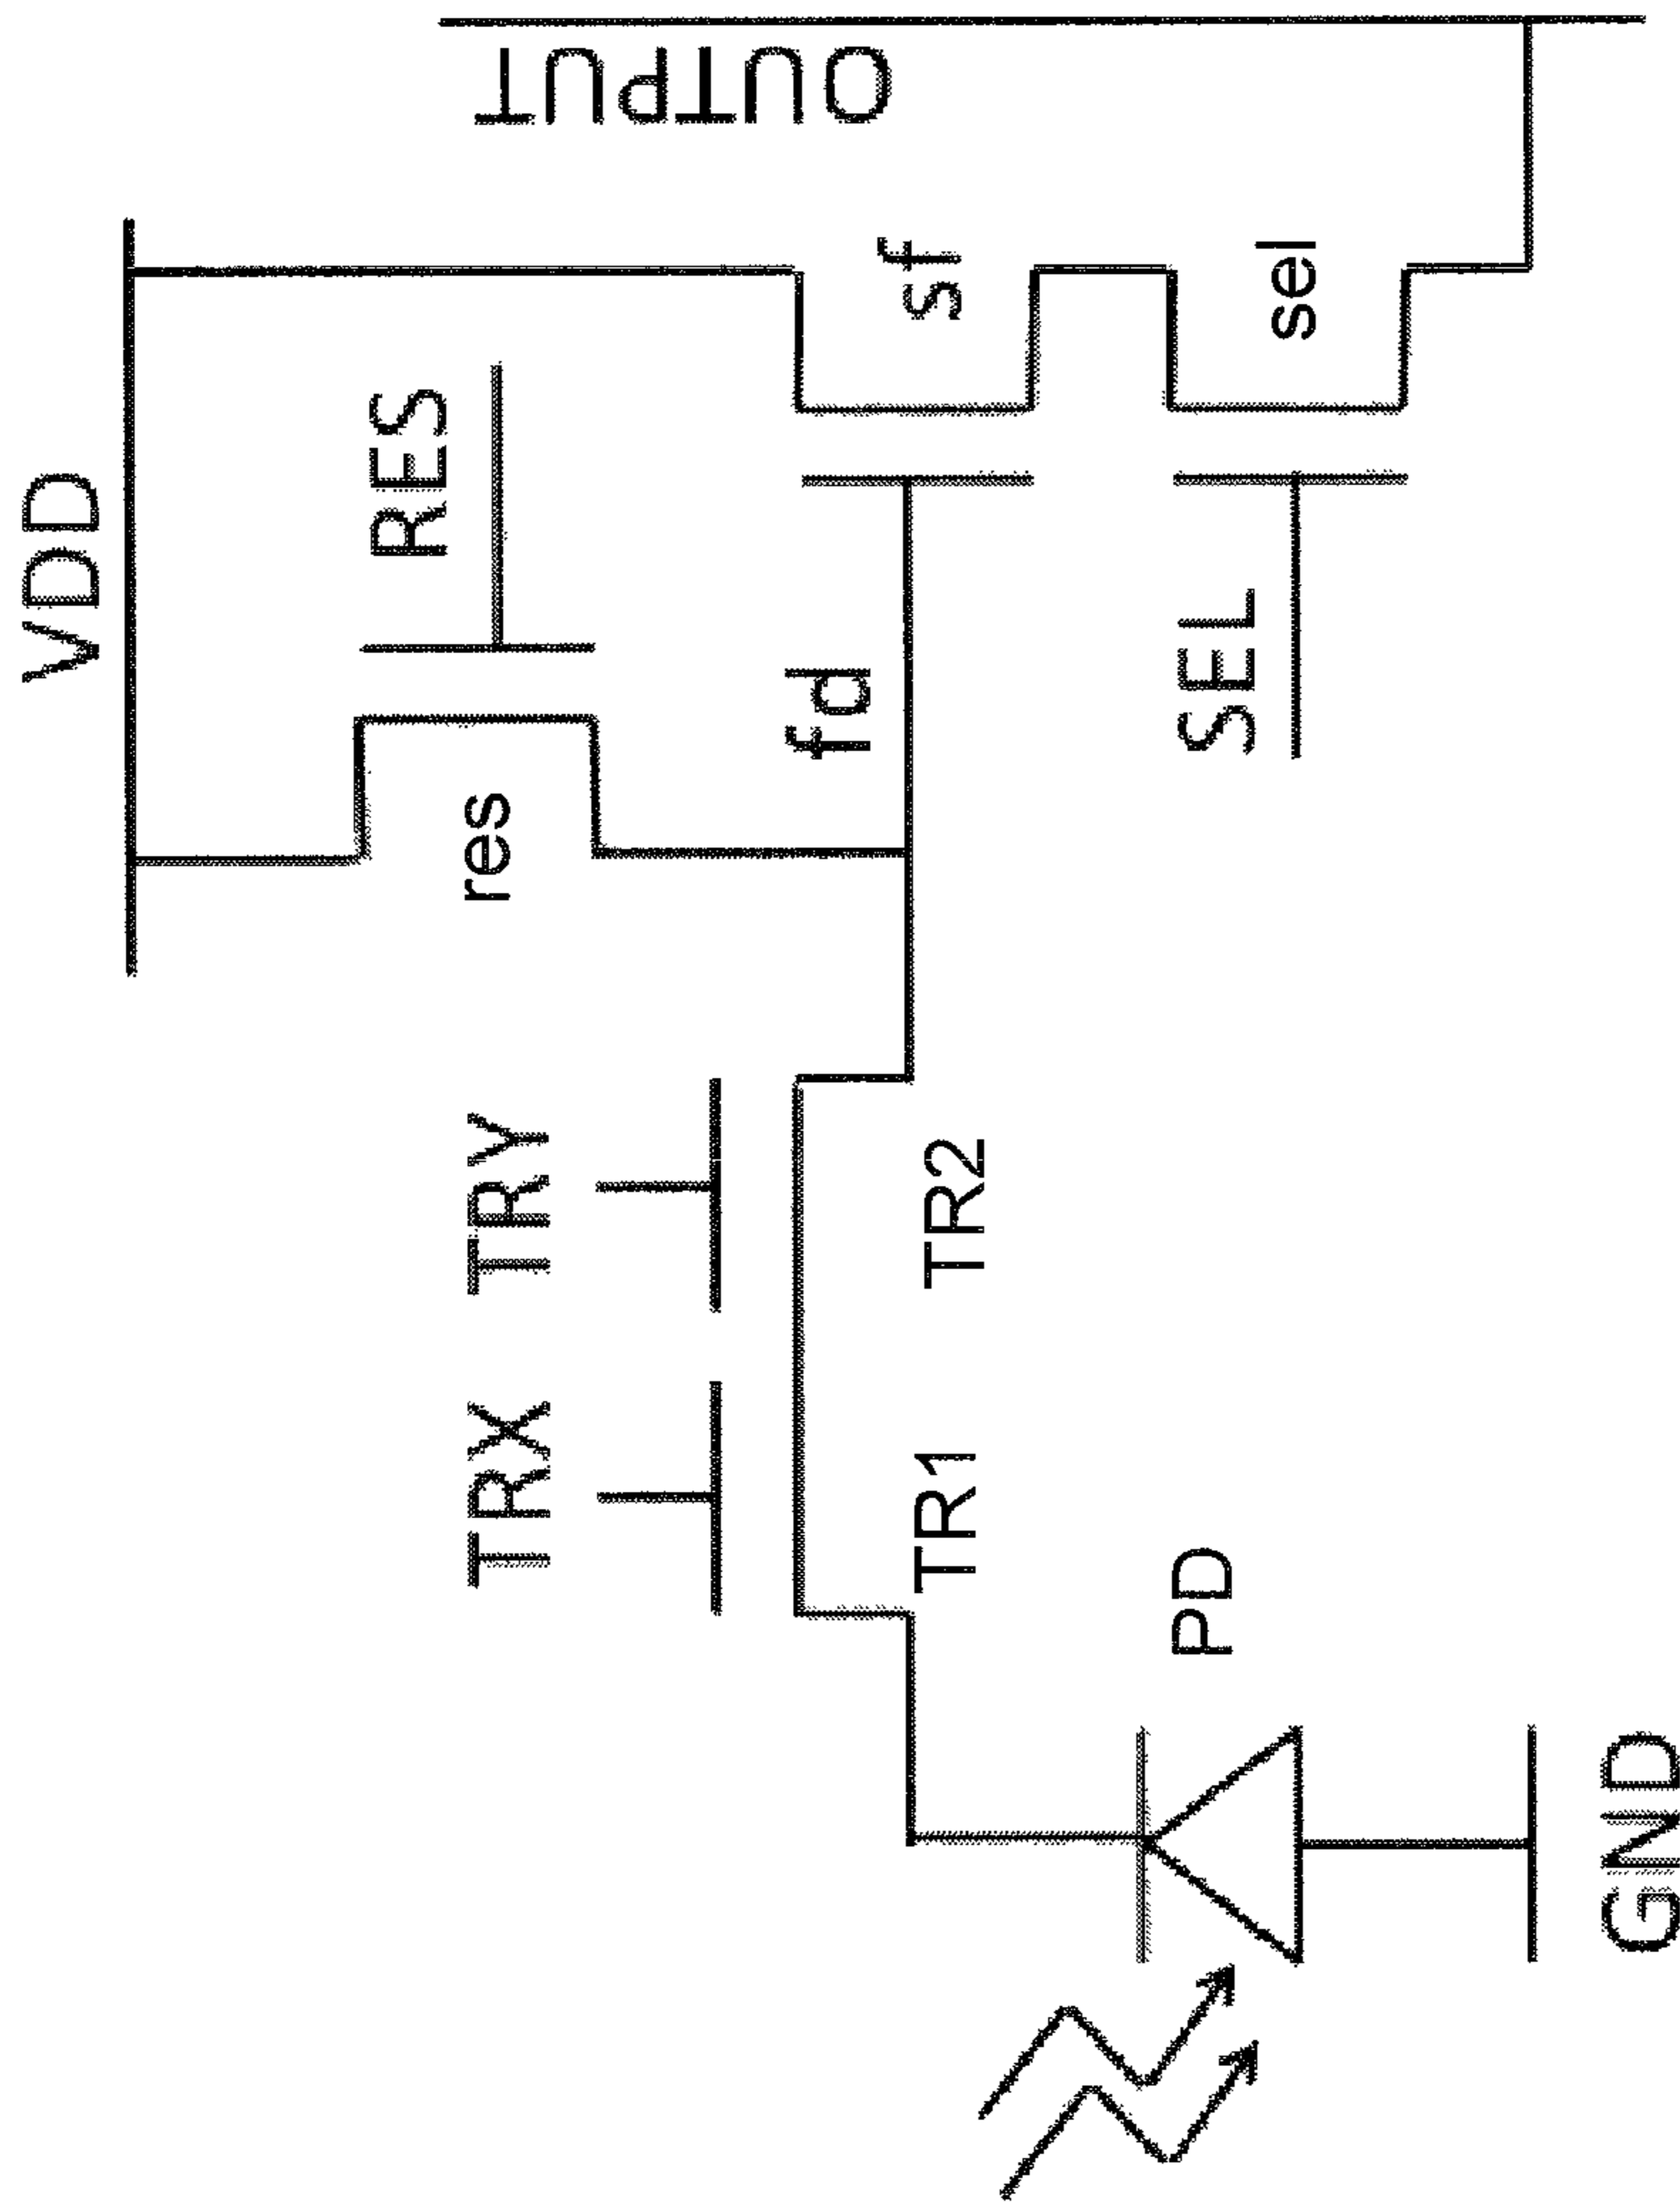 VDD
RES
res
OUTPUT
TRX
TRY
fd
sf
TR1
TR2
SEL
sel
PD
GND